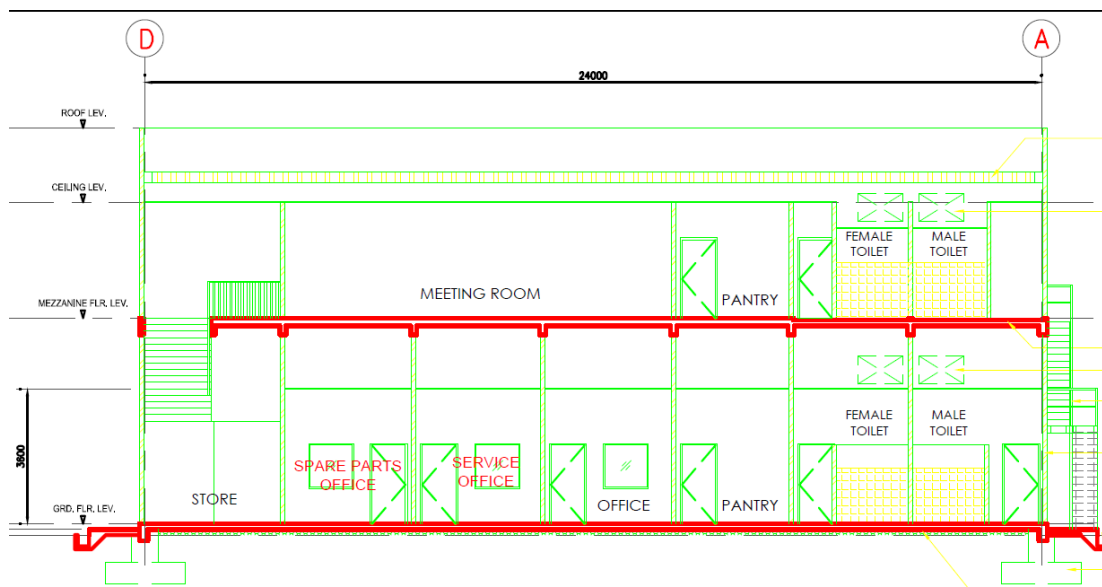 D
A
24000
ROOF LEV.
CEILING LEV.
FEMALE
TOILET
MALE
TOILET
MEETING ROOM
PANTRY
MEZZANINE FLR. LEV.
3600
FEMALE
TOILET
MALE
TOILET
SPARE PARTS
OFFICE
SERVICE
OFFICE
STORE
OFFICE
PANTRY
GRD. FLR. LEV.